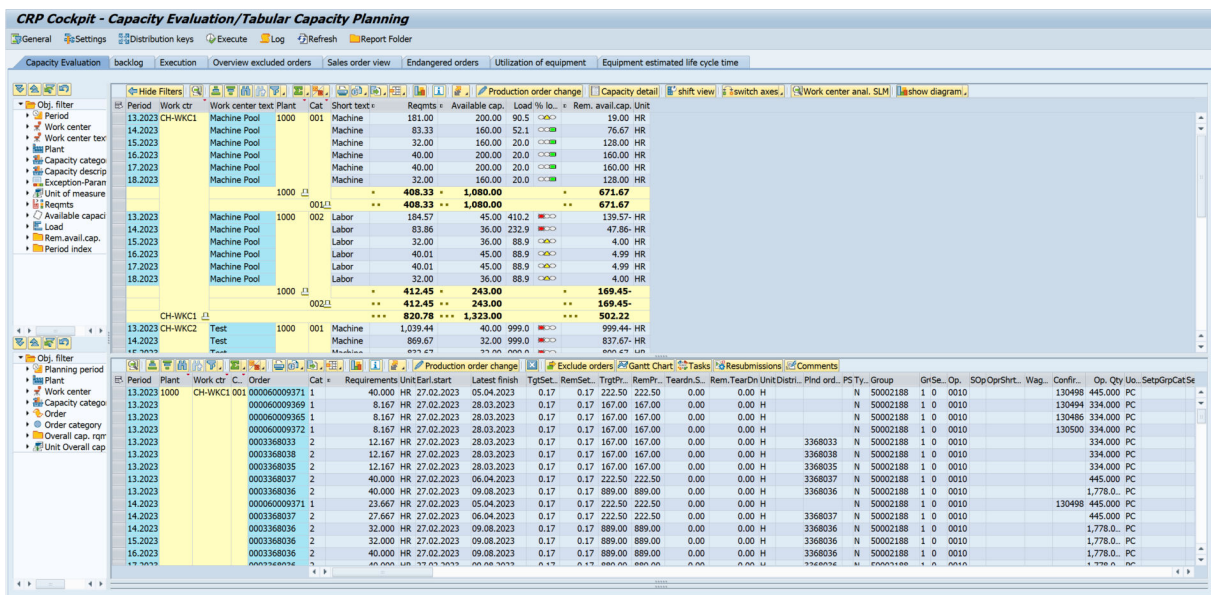 CRP Cockpit - Capacity Evaluation/Tabular Capacity Planning
General Settings Distribution keys Execute Log Refresh Report Folder
Capacity Evaluation backlog Execution Overview excluded orders Sales order view Endangered orders Utilization of equipment Equipment estimated life cycle time
Hide Filters Production order change Capacity detail shift view switch axes Work center anal. SLM show diagram
Obj. filter
Period
Work center
Work center tex
Plant
Capacity catego
Capacity descrip
Exception-Param
Unit of measure
Reqmts
Available capaci
Load
Rem.avail.cap.
Period index
Period Work ctr Work center text Plant Cat Short text Reqmts Available cap. Load % lo... Rem. avail.cap. Unit
13.2023 CH-WKC1 Machine Pool 1000 001 Machine 181.00 200.00 90.5 19.00 HR
14.2023 Machine Pool Machine 83.33 160.00 52.1 76.67 HR
15.2023 Machine Pool Machine 32.00 160.00 20.0 128.00 HR
16.2023 Machine Pool Machine 40.00 200.00 20.0 160.00 HR
17.2023 Machine Pool Machine 40.00 200.00 20.0 160.00 HR
18.2023 Machine Pool Machine 32.00 160.00 20.0 128.00 HR
1000 408.33 1,080.00 671.67
001 408.33 1,080.00 671.67
13.2023 Machine Pool 1000 002 Labor 184.57 45.00 410.2 139.57- HR
14.2023 Machine Pool Labor 83.86 36.00 232.9 47.86- HR
15.2023 Machine Pool Labor 32.00 36.00 88.9 4.00 HR
16.2023 Machine Pool Labor 40.01 45.00 88.9 4.99 HR
17.2023 Machine Pool Labor 40.01 45.00 88.9 4.99 HR
18.2023 Machine Pool Labor 32.00 36.00 88.9 4.00 HR
1000 412.45 243.00 169.45-
002 412.45 243.00 169.45-
CH-WKC1 820.78 1,323.00 502.22
13.2023 CH-WKC2 Test 1000 001 Machine 1,039.44 40.00 999.0 999.44- HR
14.2023 Test Machine 869.67 32.00 999.0 837.67- HR
Obj. filter
Planning period
Plant
Work center
Capacity catego
Order
Order category
Overall cap. rqm
Unit Overall cap
Production order change Exclude orders Gantt Chart Tasks Resubmissions Comments
Period Plant Work ctr C.. Order Cat Requirements Unit Earl.start Latest finish TgtSet... RemSet... TrgtPr... RemPr... Teardn.S... Rem.TearDn Unit Distri... Plnd ord... PS Ty.. Group GrSe.. Op. SOp OprShrt... Wag... Confir... Op. Qty Uo.. SetpGrpCat Se
13.2023 1000 CH-WKC1 001 000060009371 1 40.000 HR 27.02.2023 05.04.2023 0.17 0.17 222.50 222.50 0.00 0.00 H N 50002188 1 0 0010 130498 445.000 PC
13.2023 000060009369 1 8.167 HR 27.02.2023 28.03.2023 0.17 0.17 167.00 167.00 0.00 0.00 H N 50002188 1 0 0010 130494 334.000 PC
13.2023 000060009365 1 8.167 HR 27.02.2023 28.03.2023 0.17 0.17 167.00 167.00 0.00 0.00 H N 50002188 1 0 0010 130486 334.000 PC
13.2023 000060009372 1 8.167 HR 27.02.2023 28.03.2023 0.17 0.17 167.00 167.00 0.00 0.00 H N 50002188 1 0 0010 130500 334.000 PC
13.2023 0003368033 2 12.167 HR 27.02.2023 28.03.2023 0.17 0.17 167.00 167.00 0.00 0.00 H 3368033 N 50002188 1 0 0010 334.000 PC
13.2023 0003368038 2 12.167 HR 27.02.2023 28.03.2023 0.17 0.17 167.00 167.00 0.00 0.00 H 3368038 N 50002188 1 0 0010 334.000 PC
13.2023 0003368035 2 12.167 HR 27.02.2023 28.03.2023 0.17 0.17 167.00 167.00 0.00 0.00 H 3368035 N 50002188 1 0 0010 334.000 PC
13.2023 0003368037 2 40.000 HR 27.02.2023 06.04.2023 0.17 0.17 222.50 222.50 0.00 0.00 H 3368037 N 50002188 1 0 0010 445.000 PC
13.2023 0003368036 2 40.000 HR 27.02.2023 09.08.2023 0.17 0.17 889.00 889.00 0.00 0.00 H 3368036 N 50002188 1 0 0010 1,778.0... PC
14.2023 000060009371 1 23.667 HR 27.02.2023 05.04.2023 0.17 0.17 222.50 222.50 0.00 0.00 H N 50002188 1 0 0010 130498 445.000 PC
14.2023 0003368037 2 27.667 HR 27.02.2023 06.04.2023 0.17 0.17 222.50 222.50 0.00 0.00 H 3368037 N 50002188 1 0 0010 445.000 PC
14.2023 0003368036 2 32.000 HR 27.02.2023 09.08.2023 0.17 0.17 889.00 889.00 0.00 0.00 H 3368036 N 50002188 1 0 0010 1,778.0... PC
15.2023 0003368036 2 32.000 HR 27.02.2023 09.08.2023 0.17 0.17 889.00 889.00 0.00 0.00 H 3368036 N 50002188 1 0 0010 1,778.0... PC
16.2023 0003368036 2 40.000 HR 27.02.2023 09.08.2023 0.17 0.17 889.00 889.00 0.00 0.00 H 3368036 N 50002188 1 0 0010 1,778.0... PC